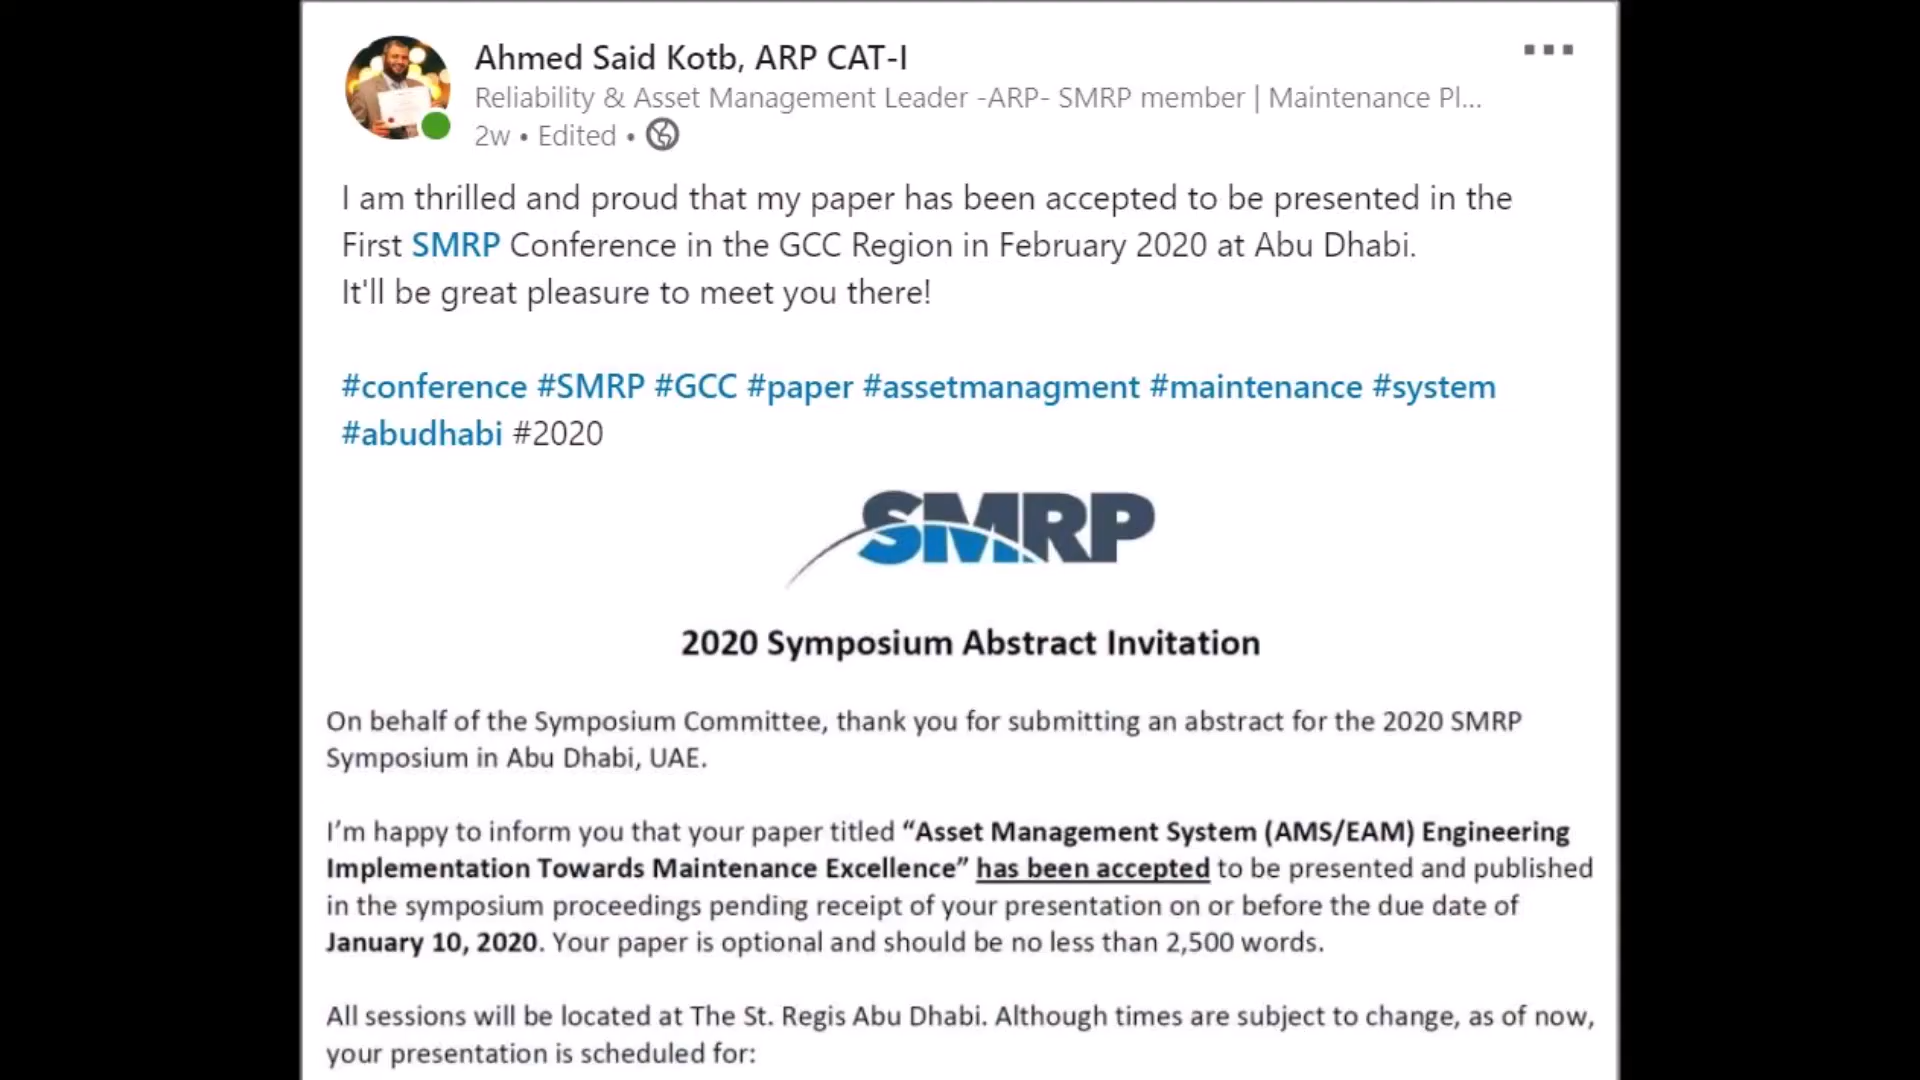 Ahmed Said Kotb, ARP CAT-I
Reliability & Asset Management Leader -ARP- SMRP member | Maintenance Pl...
2w • Edited •
I am thrilled and proud that my paper has been accepted to be presented in the
First SMRP Conference in the GCC Region in February 2020 at Abu Dhabi.
It'll be great pleasure to meet you there!
#conference #SMRP #GCC #paper #assetmanagment #maintenance #system
#abudhabi #2020
SMRP
2020 Symposium Abstract Invitation
On behalf of the Symposium Committee, thank you for submitting an abstract for the 2020 SMRP
Symposium in Abu Dhabi, UAE.
I’m happy to inform you that your paper titled “Asset Management System (AMS/EAM) Engineering
Implementation Towards Maintenance Excellence” has been accepted to be presented and published
in the symposium proceedings pending receipt of your presentation on or before the due date of
January 10, 2020. Your paper is optional and should be no less than 2,500 words.
All sessions will be located at The St. Regis Abu Dhabi. Although times are subject to change, as of now,
your presentation is scheduled for: